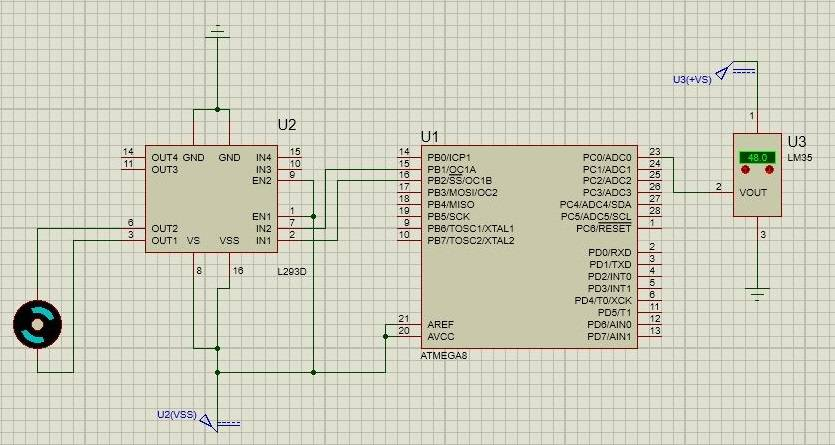 U3(+VS)
1
U3
48.0
LM35
2 VOUT
3
U2
14 OUT4 GND GND IN4 15
11 OUT3 IN3 10
EN2 9
EN1 1
6 OUT2 IN2 7
3 OUT1 VS VSS IN1 2
8 16
L293D
U2(VSS)
U1
14 PB0/ICP1 PC0/ADC0 23
15 PB1/OC1A PC1/ADC1 24
16 PB2/SS/OC1B PC2/ADC2 25
17 PB3/MOSI/OC2 PC3/ADC3 26
18 PB4/MISO PC4/ADC4/SDA 27
19 PB5/SCK PC5/ADC5/SCL 28
9 PB6/TOSC1/XTAL1 PC6/RESET 1
10 PB7/TOSC2/XTAL2
PD0/RXD 2
PD1/TXD 3
PD2/INT0 4
PD3/INT1 5
PD4/T0/XCK 6
PD5/T1 11
21 AREF PD6/AIN0 12
20 AVCC PD7/AIN1 13
ATMEGA8